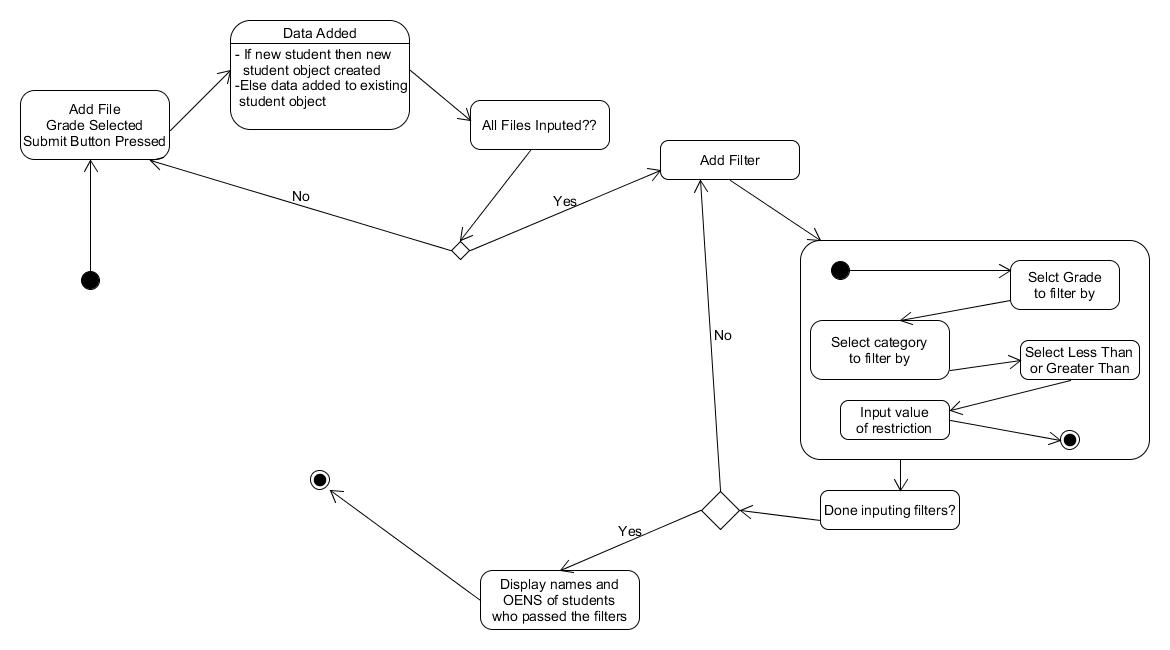 Data Added
- If new student then new
student object created
-Else data added to existing
student object
Add File
Grade Selected
Submit Button Pressed
All Files Inputed??
Add Filter
No
Yes
Selct Grade
to filter by
Select category
to filter by
Select Less Than
or Greater Than
Input value
of restriction
No
Done inputing filters?
Yes
Display names and
OENS of students
who passed the filters